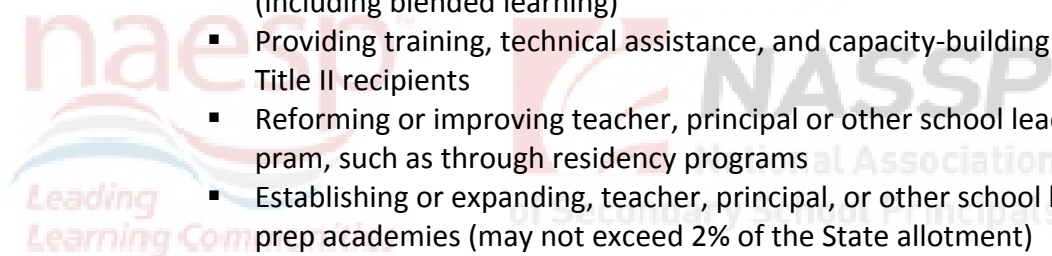 (including blended learning)
▪ Providing training, technical assistance, and capacity-building
Title II recipients
▪ Reforming or improving teacher, principal or other school lead
pram, such as through residency programs
▪ Establishing or expanding, teacher, principal, or other school l
prep academies (may not exceed 2% of the State allotment)
naesp
Leading
Learning Com
NASSP
National Association
of Secondary School Principals